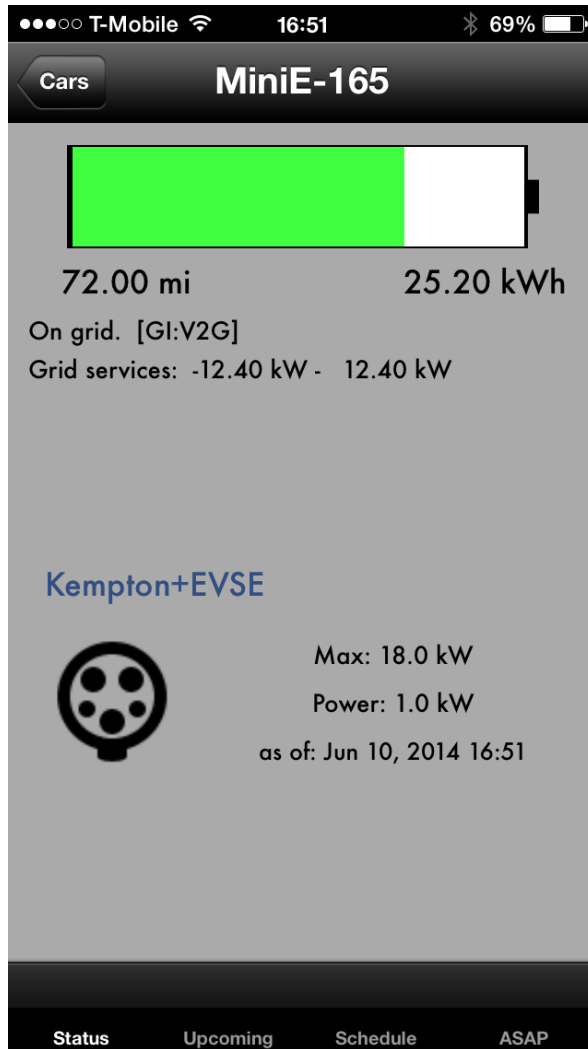 T-Mobile 16:51 69%
Cars MiniE-165
72.00 mi 25.20 kWh
On grid. [GI:V2G]
Grid services: -12.40 kW - 12.40 kW
Kempton+EVSE
Max: 18.0 kW
Power: 1.0 kW
as of: Jun 10, 2014 16:51
Status Upcoming Schedule ASAP